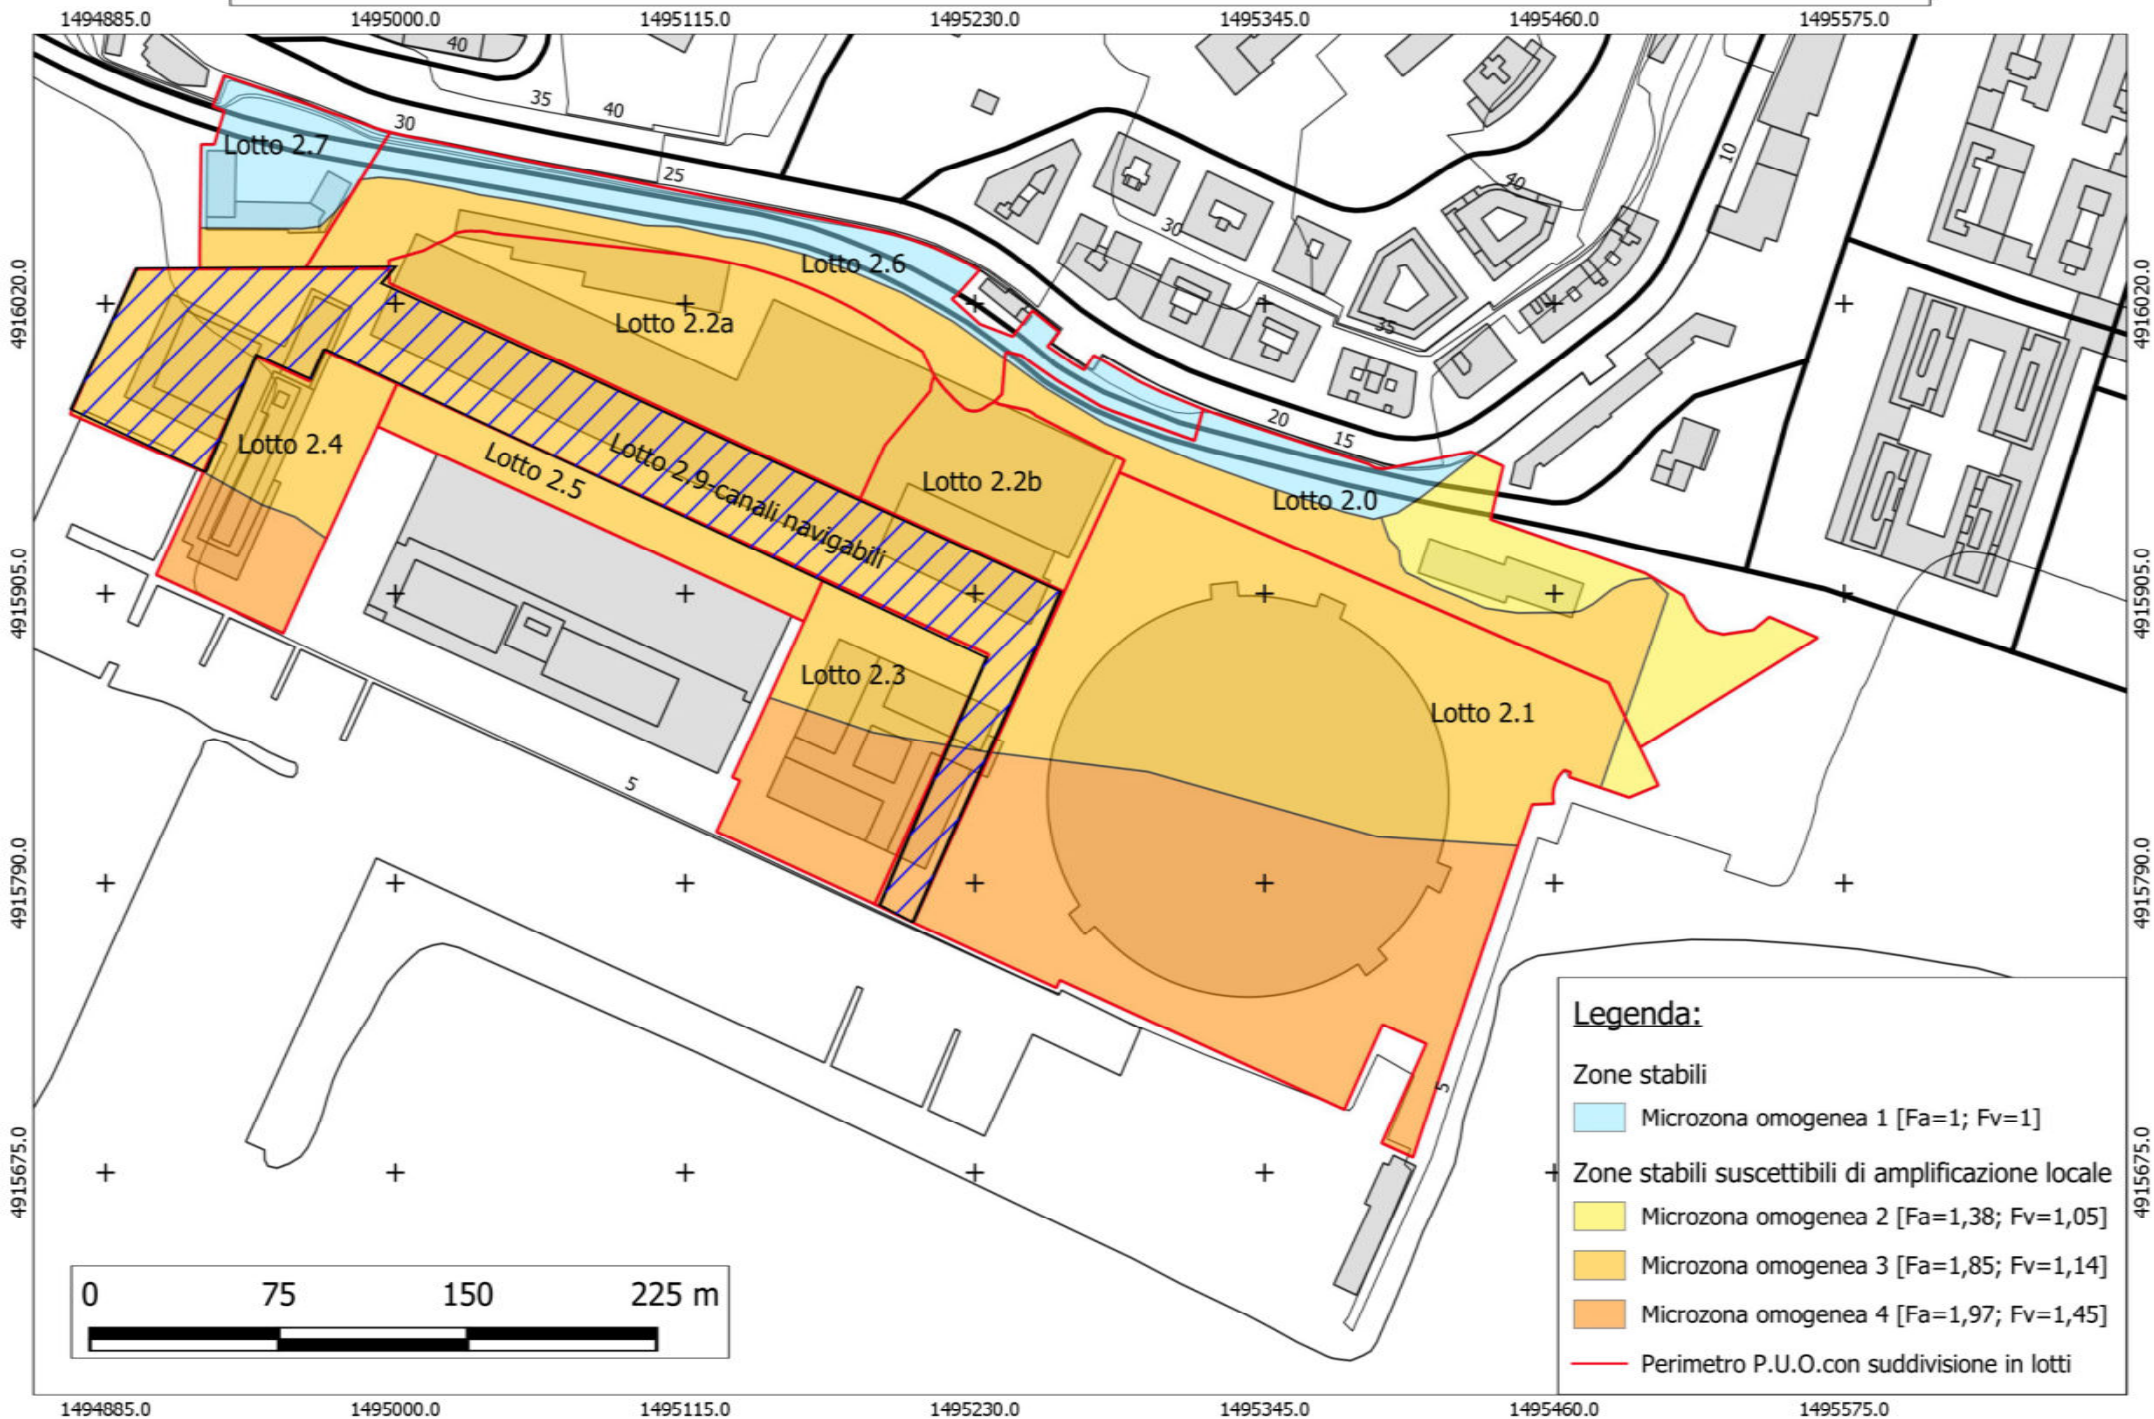 1494885.0 1495000.0 1495115.0 1495230.0 1495345.0 1495460.0 1495575.0
40
35
40
30
25
10
40
30
35
20
15
Lotto 2.7
Lotto 2.6
Lotto 2.2a
Lotto 2.4
Lotto 2.5
Lotto 2.9-canali navigabili
Lotto 2.2b
Lotto 2.0
Lotto 2.3
Lotto 2.1
5
5
4916020.0
4915905.0
4915790.0
4915675.0
4916020.0
4915905.0
4915790.0
4915675.0
Legenda:
Zone stabili
Microzona omogenea 1 [Fa=1; Fv=1]
Zone stabili suscettibili di amplificazione locale
Microzona omogenea 2 [Fa=1,38; Fv=1,05]
Microzona omogenea 3 [Fa=1,85; Fv=1,14]
Microzona omogenea 4 [Fa=1,97; Fv=1,45]
Perimetro P.U.O.con suddivisione in lotti
0 75 150 225 m
1494885.0 1495000.0 1495115.0 1495230.0 1495345.0 1495460.0 1495575.0